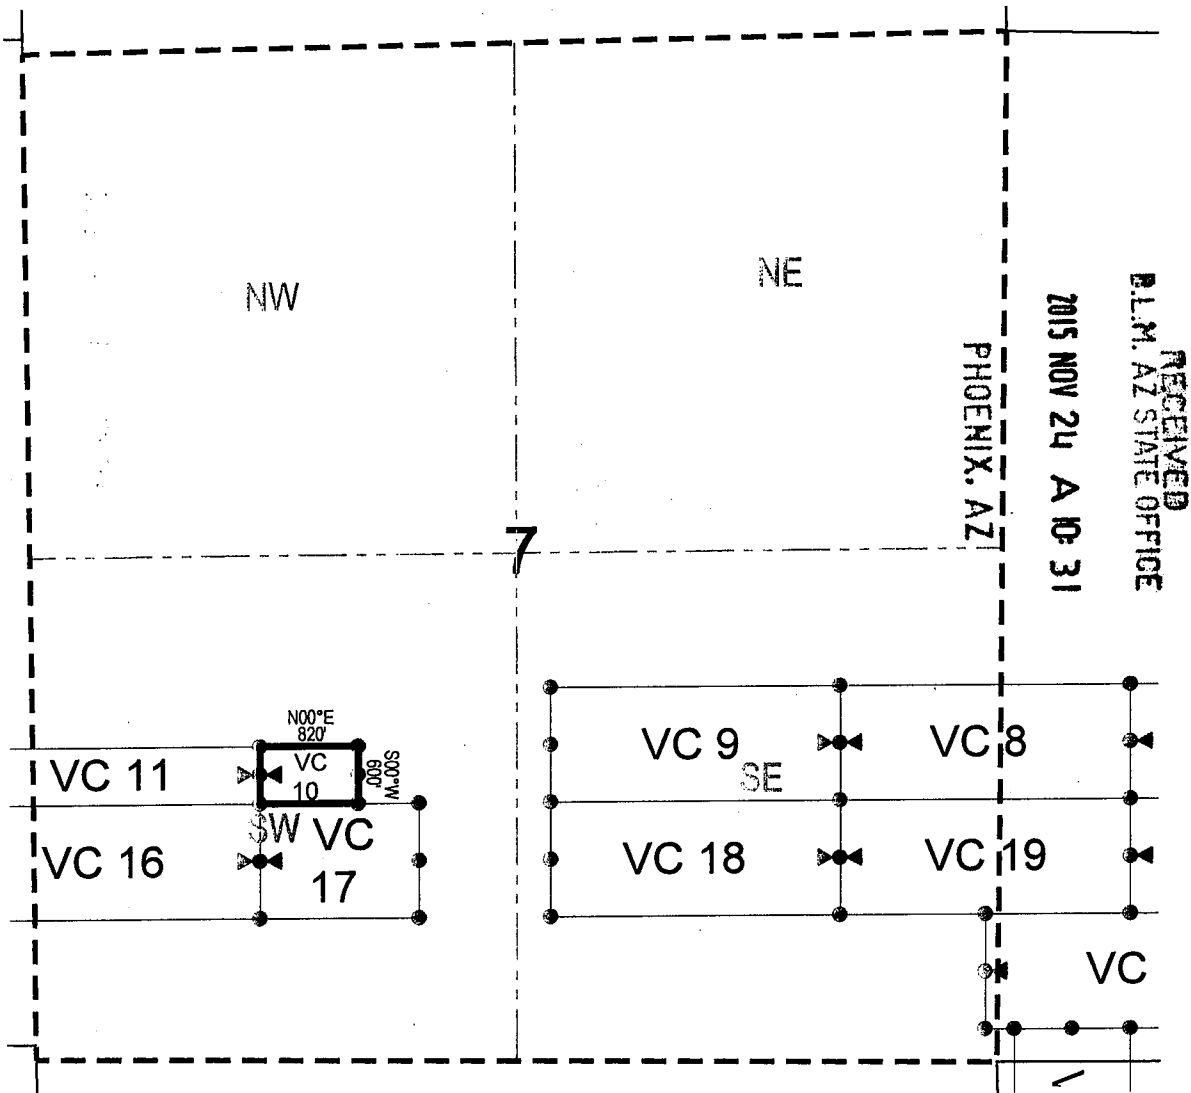 NW
NE
RECEIVED
B.L.M. AZ STATE OFFICE
2015 NOV 24 A 10: 31
PHOENIX, AZ
7
N00°E
820'
S00°W
600'
VC 11
VC
10
VC 9
VC 8
SE
SW
VC
17
VC 16
VC 18
VC 19
VC